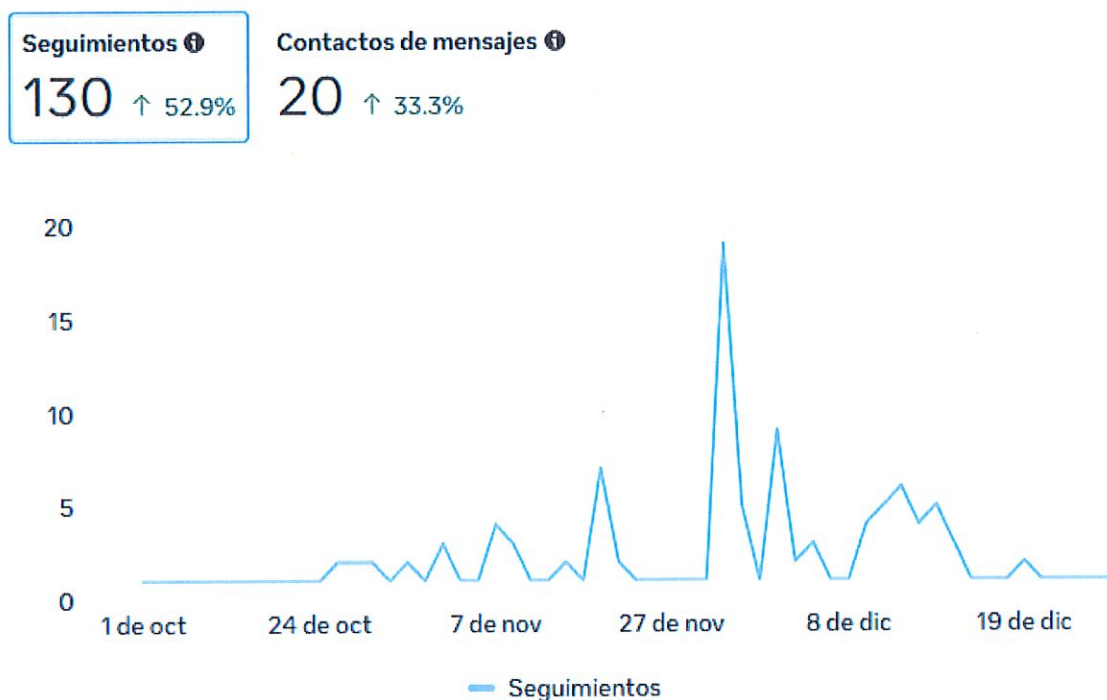 Seguimientos
Contactos de mensajes
130 ↑ 52.9%
20 ↑ 33.3%
20
15
10
5
0
1 de oct
24 de oct
7 de nov
27 de nov
8 de dic
19 de dic
Seguimientos